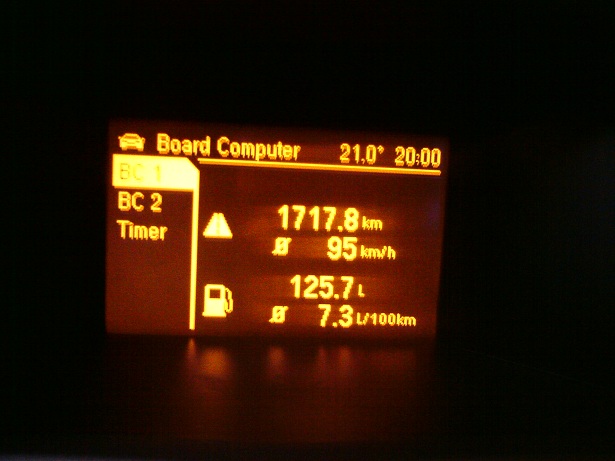 Board Computer 21,0° 20:00
BC 1
BC 2
Timer
1717.8 km
Ø 95 km/h
125.7 L
Ø 7.3 L/100km